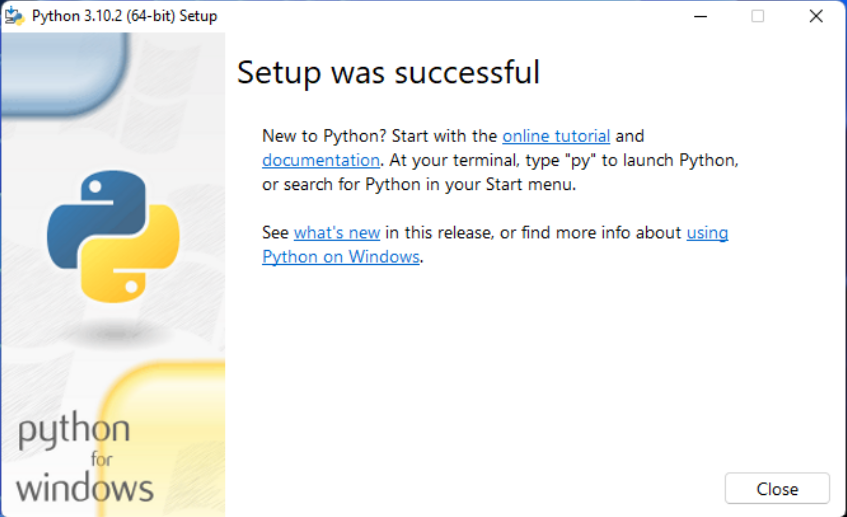 Python 3.10.2 (64-bit) Setup
Setup was successful
New to Python? Start with the online tutorial and
documentation. At your terminal, type "py" to launch Python,
or search for Python in your Start menu.
See what's new in this release, or find more info about using
Python on Windows.
python
for
windows
Close